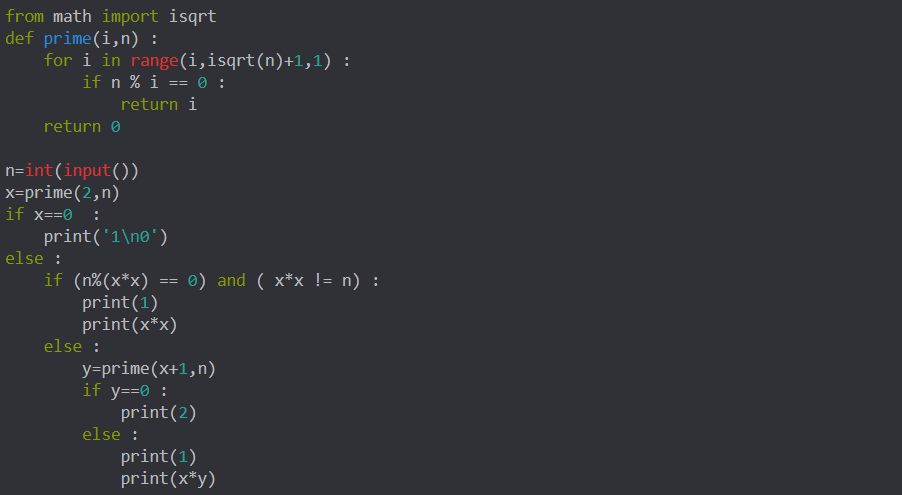 from math import isqrt
def prime(i,n) :
    for i in range(i,isqrt(n)+1,1) :
        if n % i == 0 :
            return i
    return 0

n=int(input())
x=prime(2,n)
if x==0  :
    print('1\n0')
else :
    if (n%(x*x) == 0) and ( x*x != n) :
        print(1)
        print(x*x)
    else :
        y=prime(x+1,n)
        if y==0 :
            print(2)
        else :
            print(1)
            print(x*y)